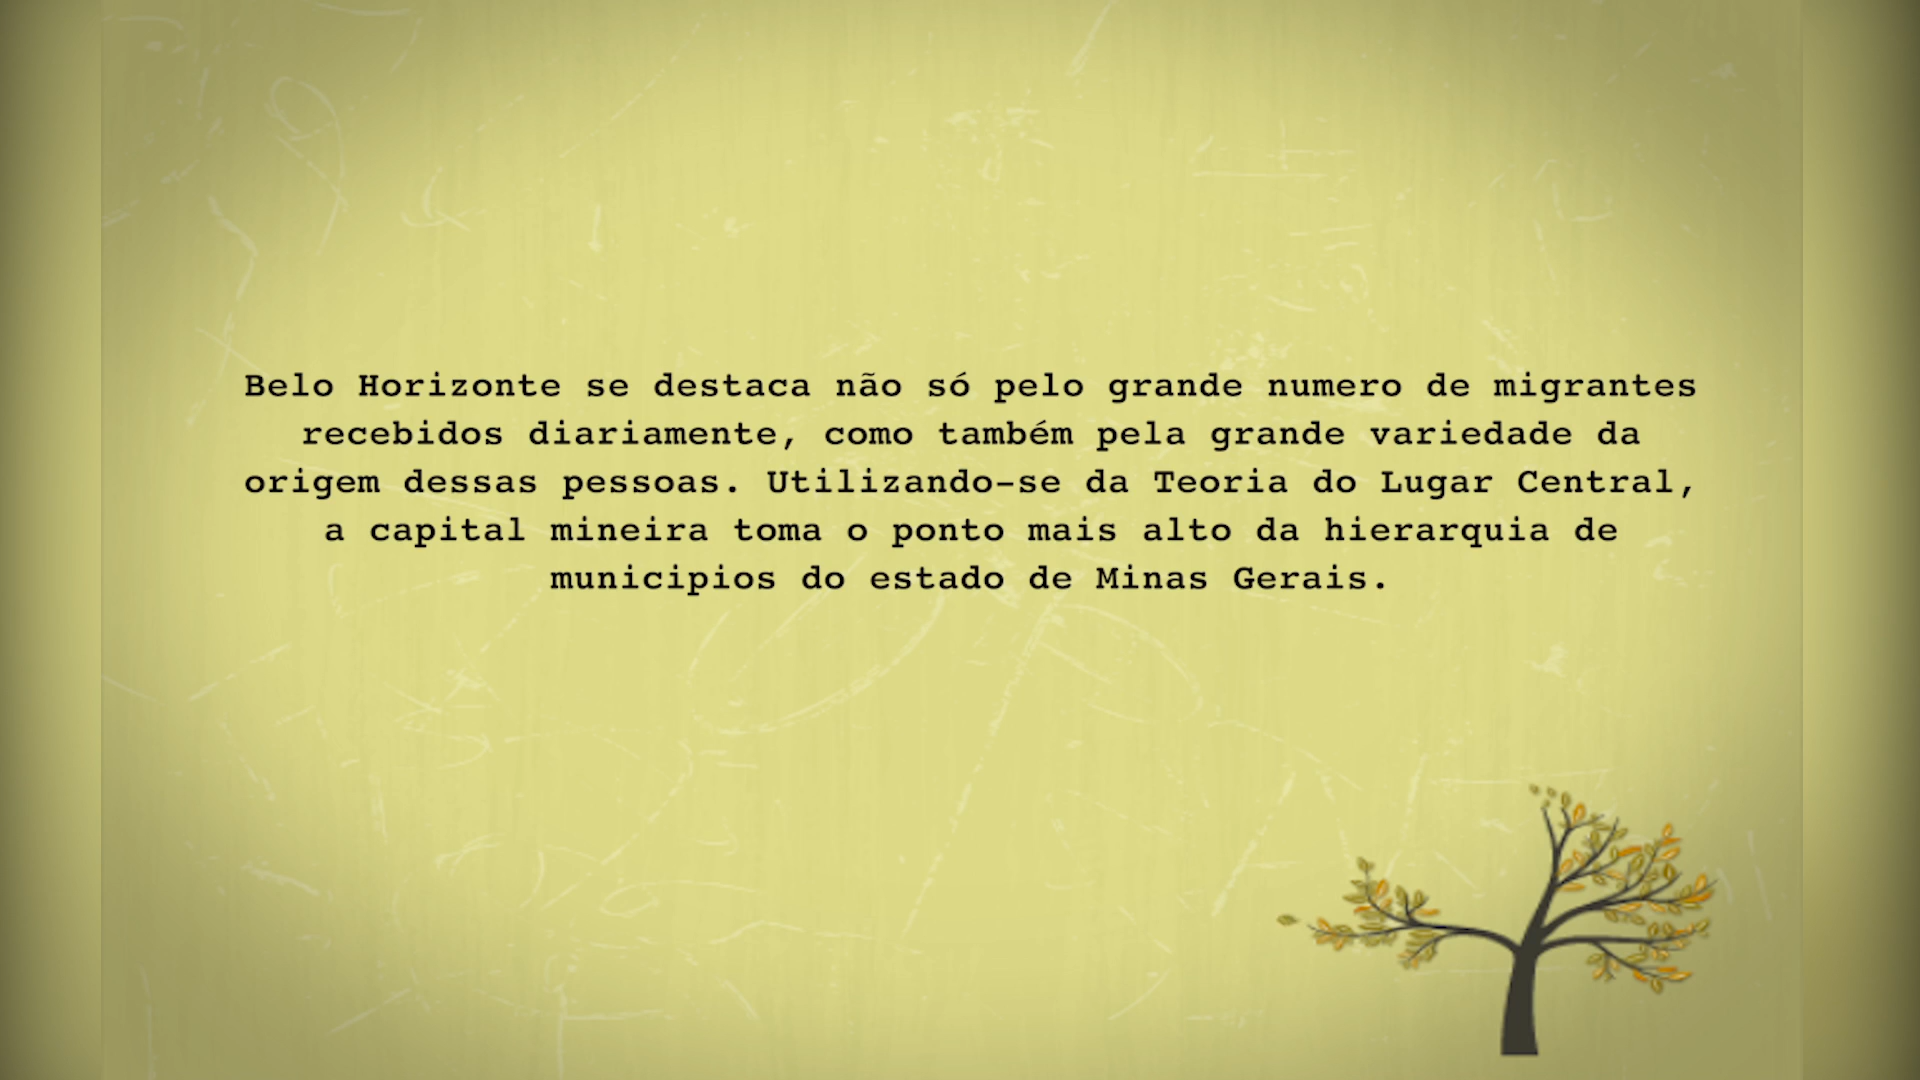 Belo Horizonte se destaca não só pelo grande numero de migrantes
recebidos diariamente, como também pela grande variedade da
origem dessas pessoas. Utilizando-se da Teoria do Lugar Central,
a capital mineira toma o ponto mais alto da hierarquia de
municipios do estado de Minas Gerais.